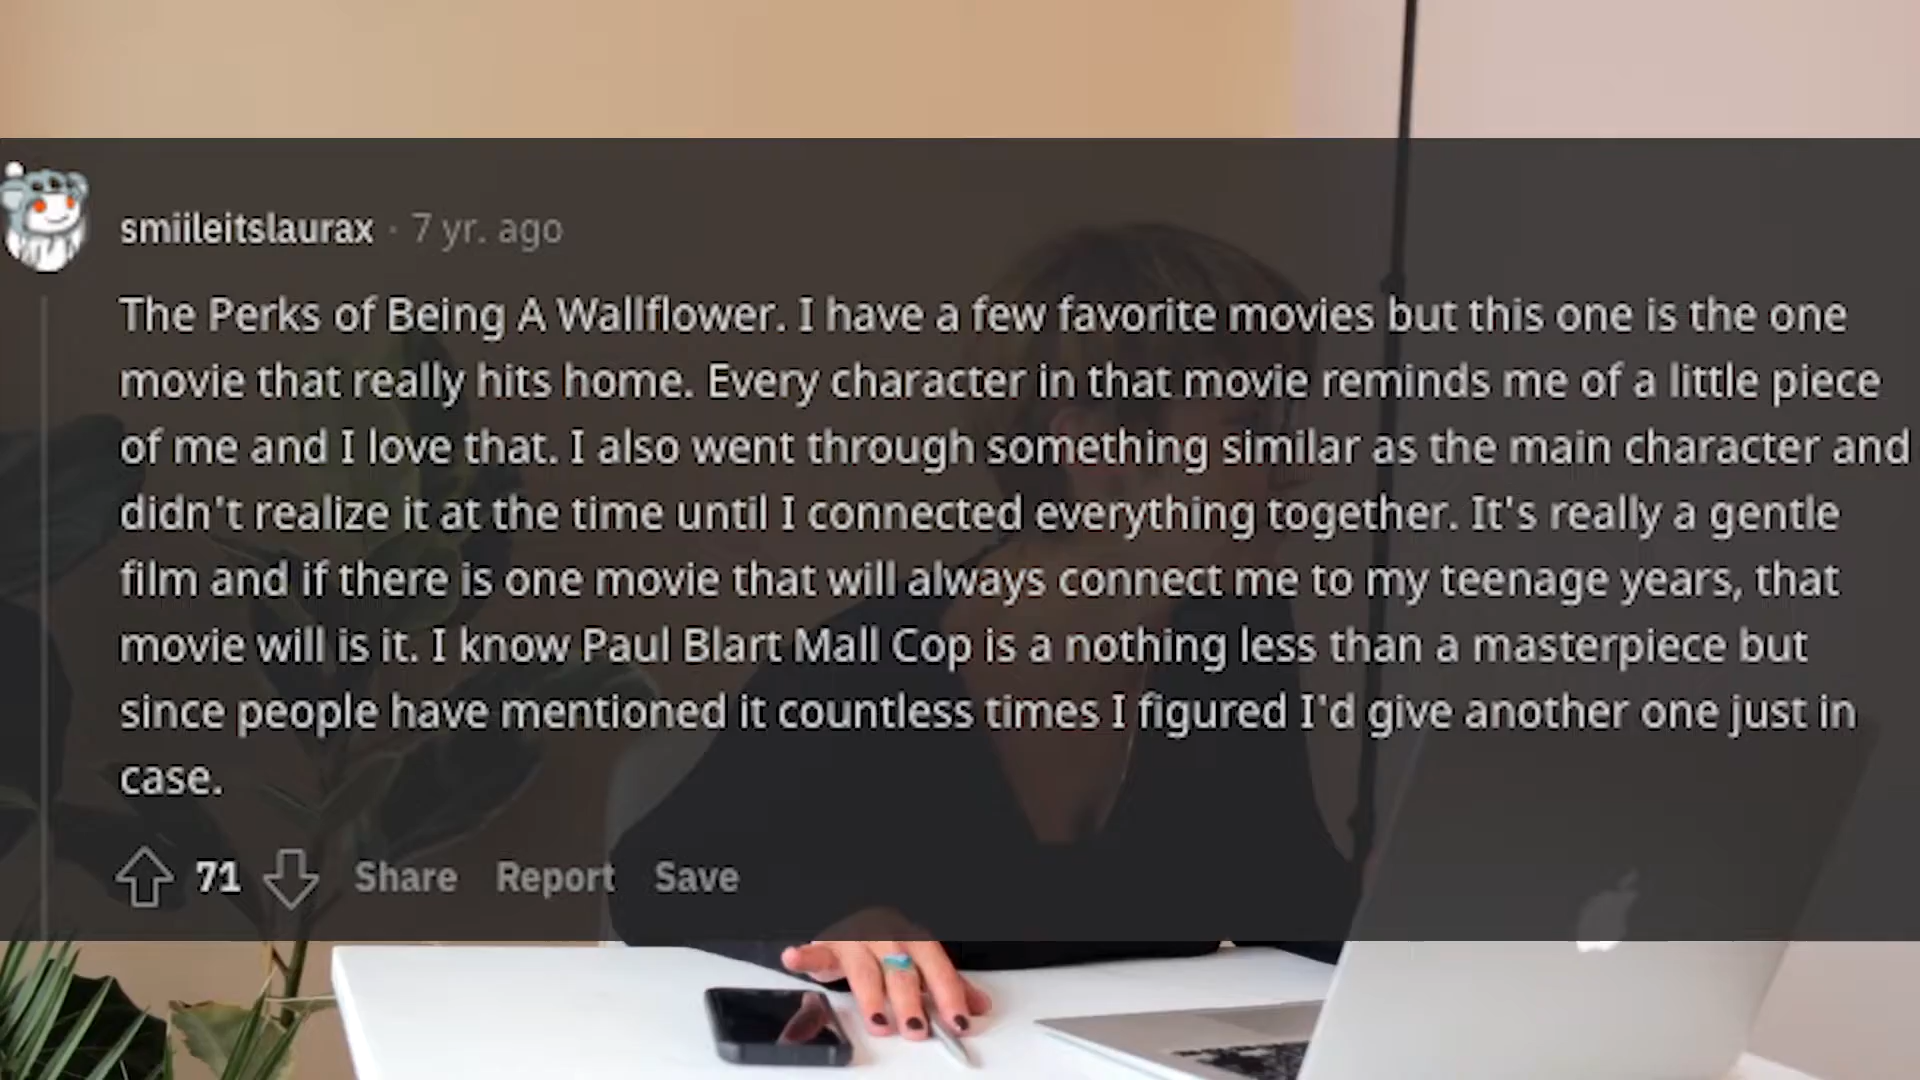 smiileitslaurax · 7 yr. ago
The Perks of Being A Wallflower. I have a few favorite movies but this one is the one
movie that really hits home. Every character in that movie reminds me of a little piece
of me and I love that. I also went through something similar as the main character and
didn't realize it at the time until I connected everything together. It's really a gentle
film and if there is one movie that will always connect me to my teenage years, that
movie will is it. I know Paul Blart Mall Cop is a nothing less than a masterpiece but
since people have mentioned it countless times I figured I'd give another one just in
case.
71 Share Report Save